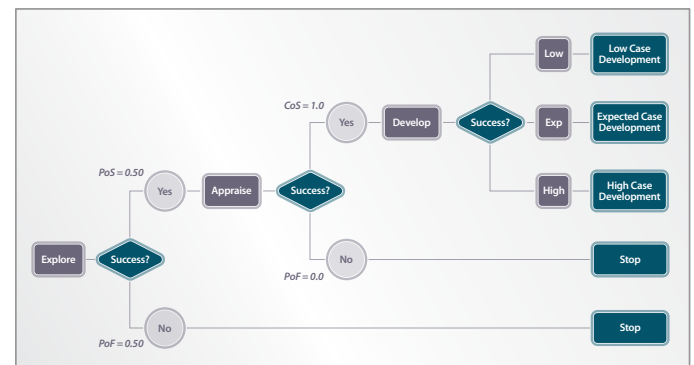 Low
Low Case
Development
CoS = 1.0
Yes
Develop
Success?
Exp
Expected Case
Development
PoS = 0.50
Yes
Appraise
Success?
High
High Case
Development
Explore
Success?
No
Stop
PoF = 0.0
No
Stop
PoF = 0.50